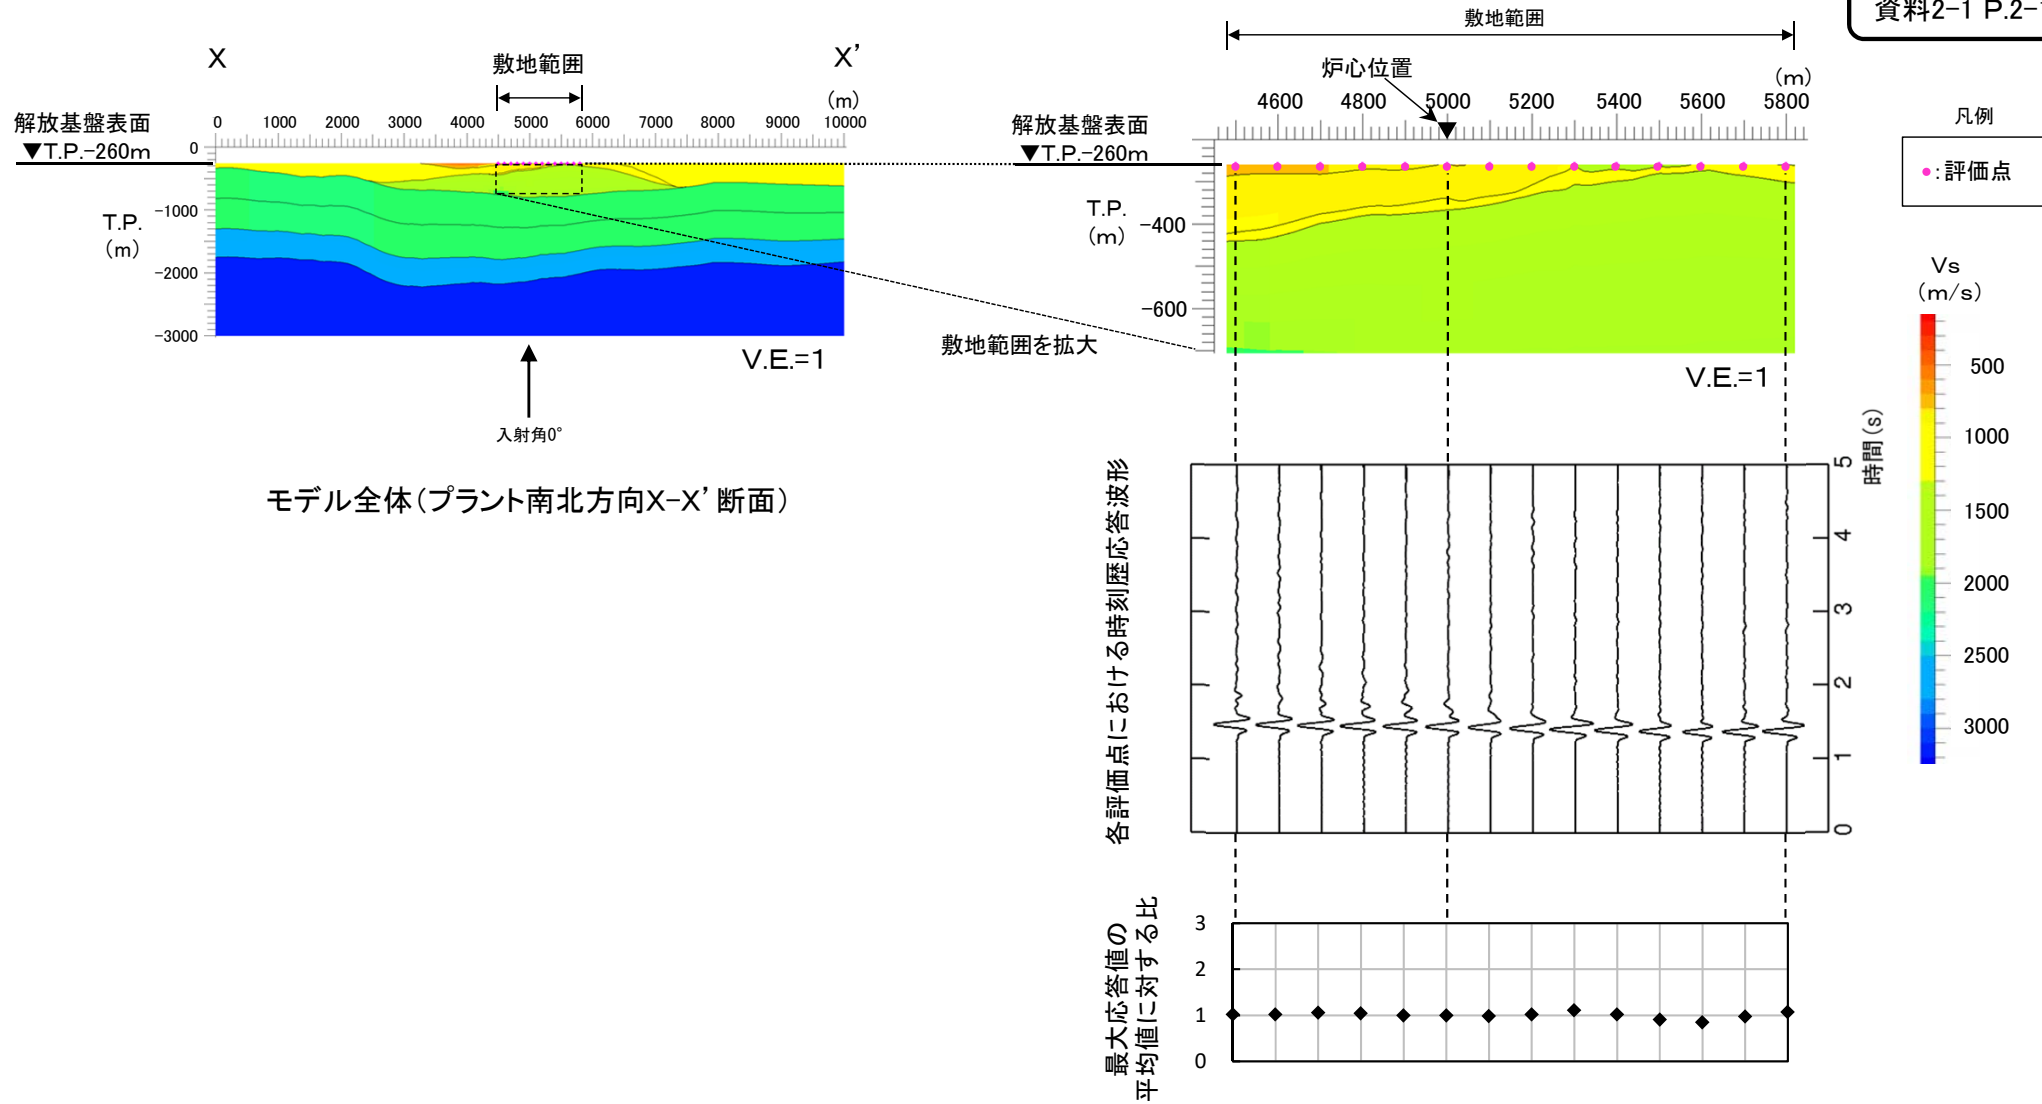 資料2-1 P.2-
X
X’
敷地範囲
(m)
0 1000 2000 3000 4000 5000 6000 7000 8000 9000 10000
解放基盤表面
▼T.P.-260m
0
-1000
-2000
-3000
T.P.
(m)
V.E.=1
入射角0°
モデル全体(プラント南北方向X-X’断面)
敷地範囲
炉心位置
(m)
4600 4800 5000 5200 5400 5600 5800
解放基盤表面
▼T.P.-260m
T.P.
(m)
-400
-600
敷地範囲を拡大
V.E.=1
凡例
●:評価点
Vs
(m/s)
500
1000
1500
2000
2500
3000
各評価点における時刻歴応答波形
時間(s)
5
4
3
2
1
0
最大応答値の
平均値に対する比
3
2
1
0